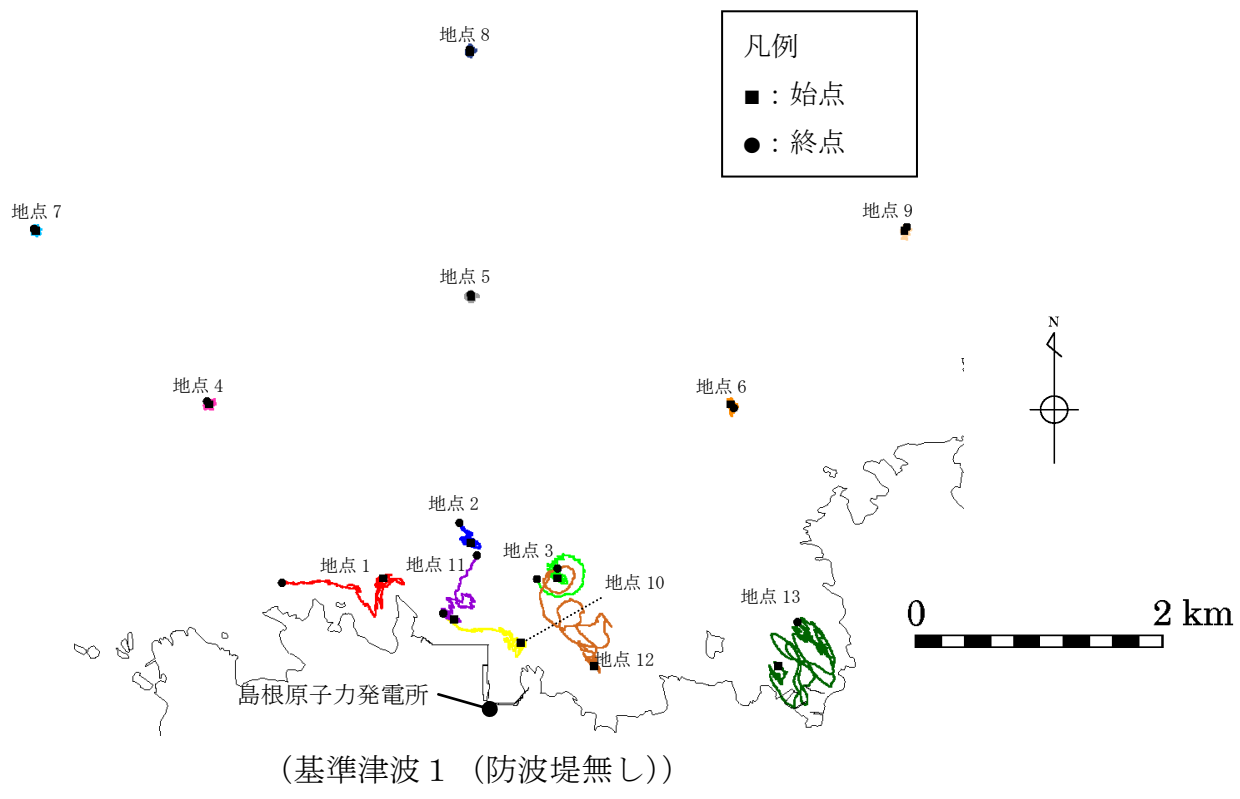 地点 8
凡例
■：始点
●：終点
地点 7
地点 9
地点 5
N
地点 4
地点 6
地点 2
地点 1
地点 11
地点 3
地点 10
地点 13
0
2 km
地点 12
島根原子力発電所
（基準津波１（防波堤無し））